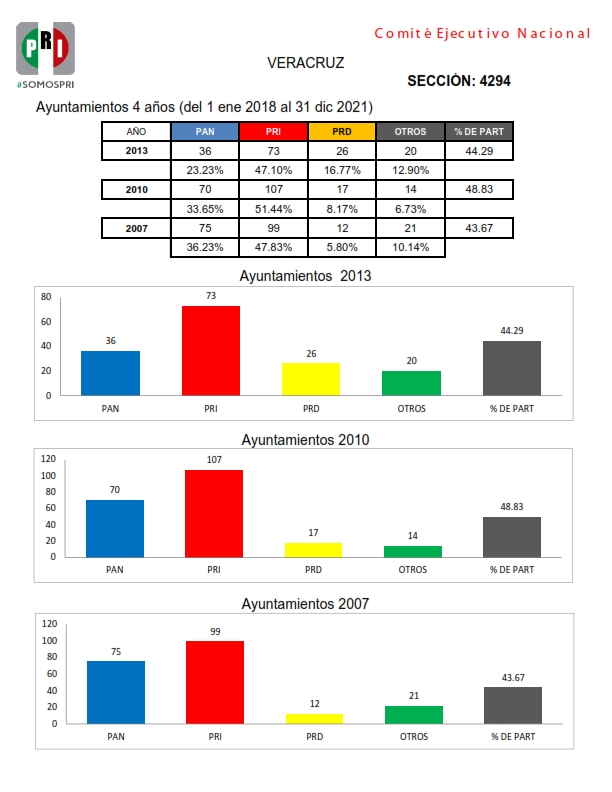 Comité Ejecutivo Nacional
PRI
#SOMOSPRI
VERACRUZ
SECCIÓN: 4294
Ayuntamientos 4 años (del 1 ene 2018 al 31 dic 2021)
AÑO PAN PRI PRD OTROS % DE PART
2013 36 73 26 20 44.29
23.23% 47.10% 16.77% 12.90%
2010 70 107 17 14 48.83
33.65% 51.44% 8.17% 6.73%
2007 75 99 12 21 43.67
36.23% 47.83% 5.80% 10.14%
Ayuntamientos 2013
80
60
40
20
0
36
73
26
20
44.29
PAN PRI PRD OTROS % DE PART
Ayuntamientos 2010
120
100
80
60
40
20
0
70
107
17
14
48.83
PAN PRI PRD OTROS % DE PART
Ayuntamientos 2007
120
100
80
60
40
20
0
75
99
12
21
43.67
PAN PRI PRD OTROS % DE PART